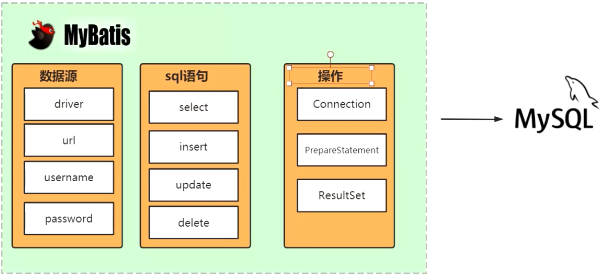 MyBatis
数据源
driver
url
username
password
sql语句
select
insert
update
delete
操作
Connection
PrepareStatement
ResultSet
MySQL